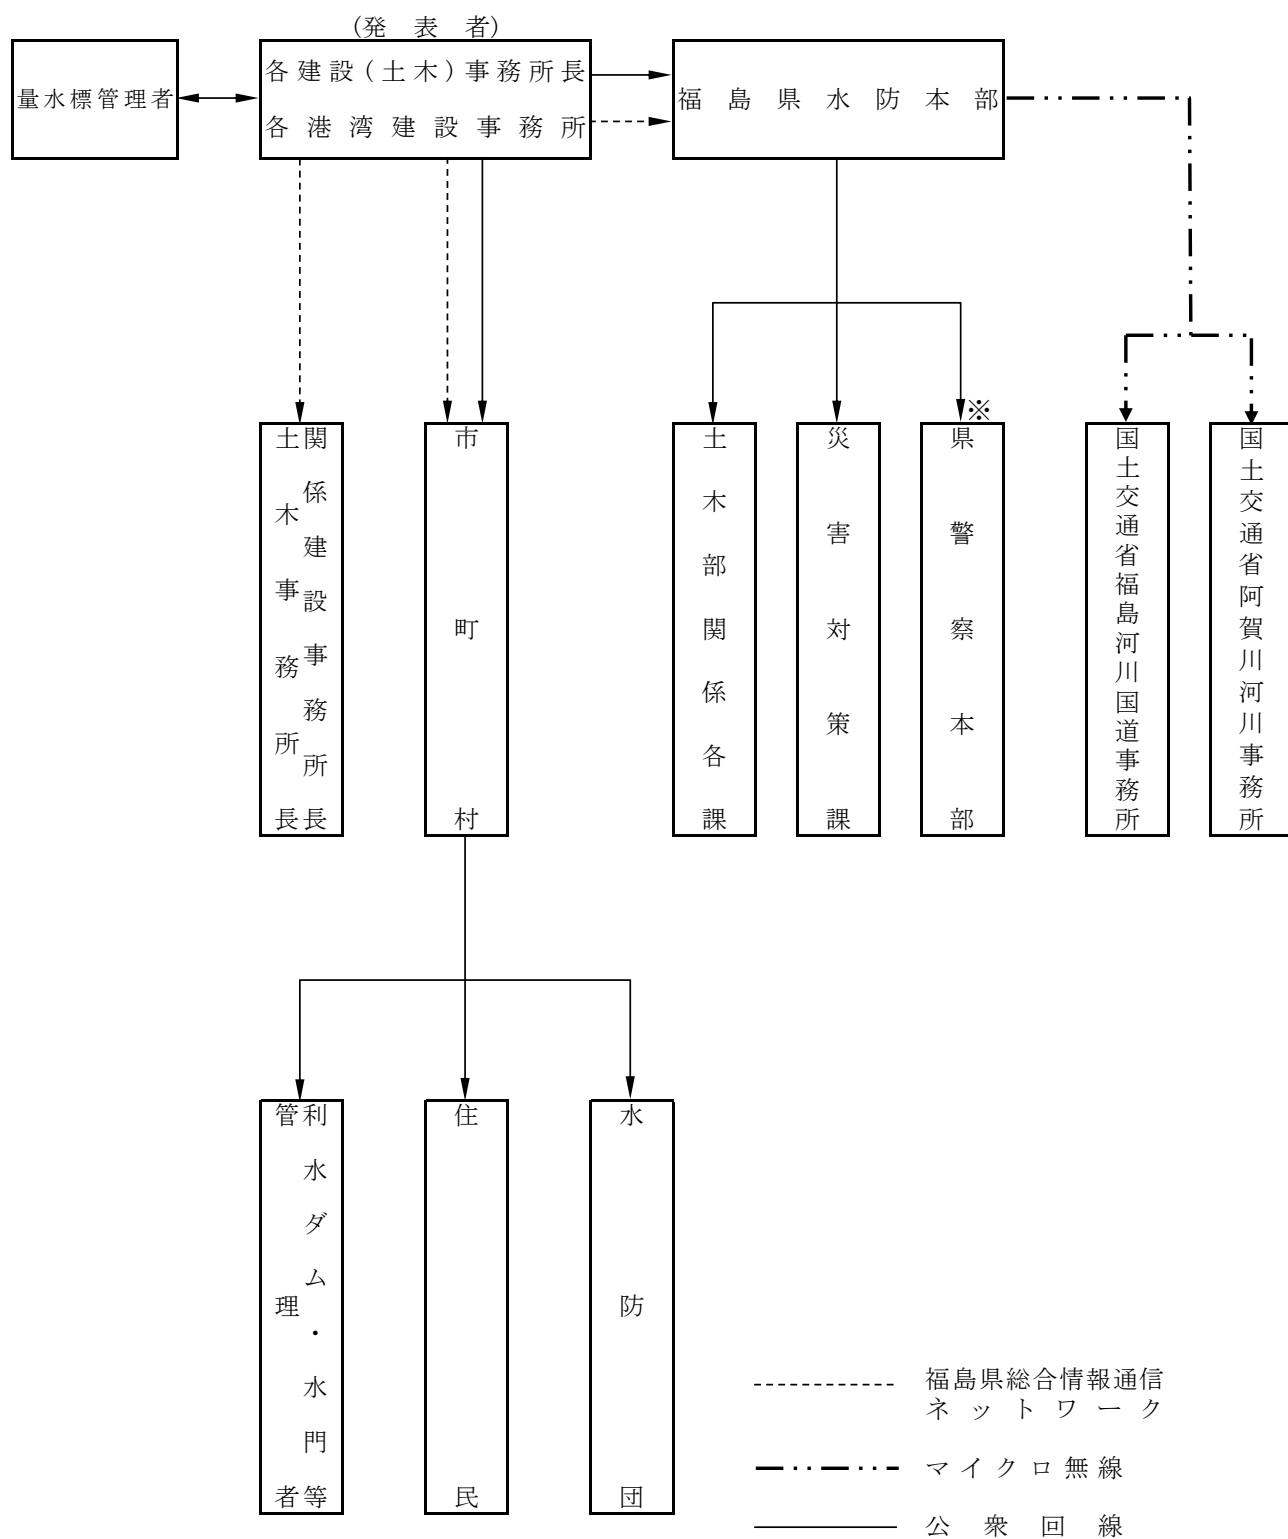 (発表者)
量水標管理者
各建設(土木)事務所長
各港湾建設事務所
福島県水防本部
関係建設事務所長
土木事務所長
市町村
土木部関係各課
災害対策課
※
県警察本部
国土交通省福島河川国道事務所
国土交通省阿賀川河川事務所
利水ダム・水門等
管理者
住民
水防団
福島県総合情報通信
ネットワーク
マイクロ無線
公衆回線